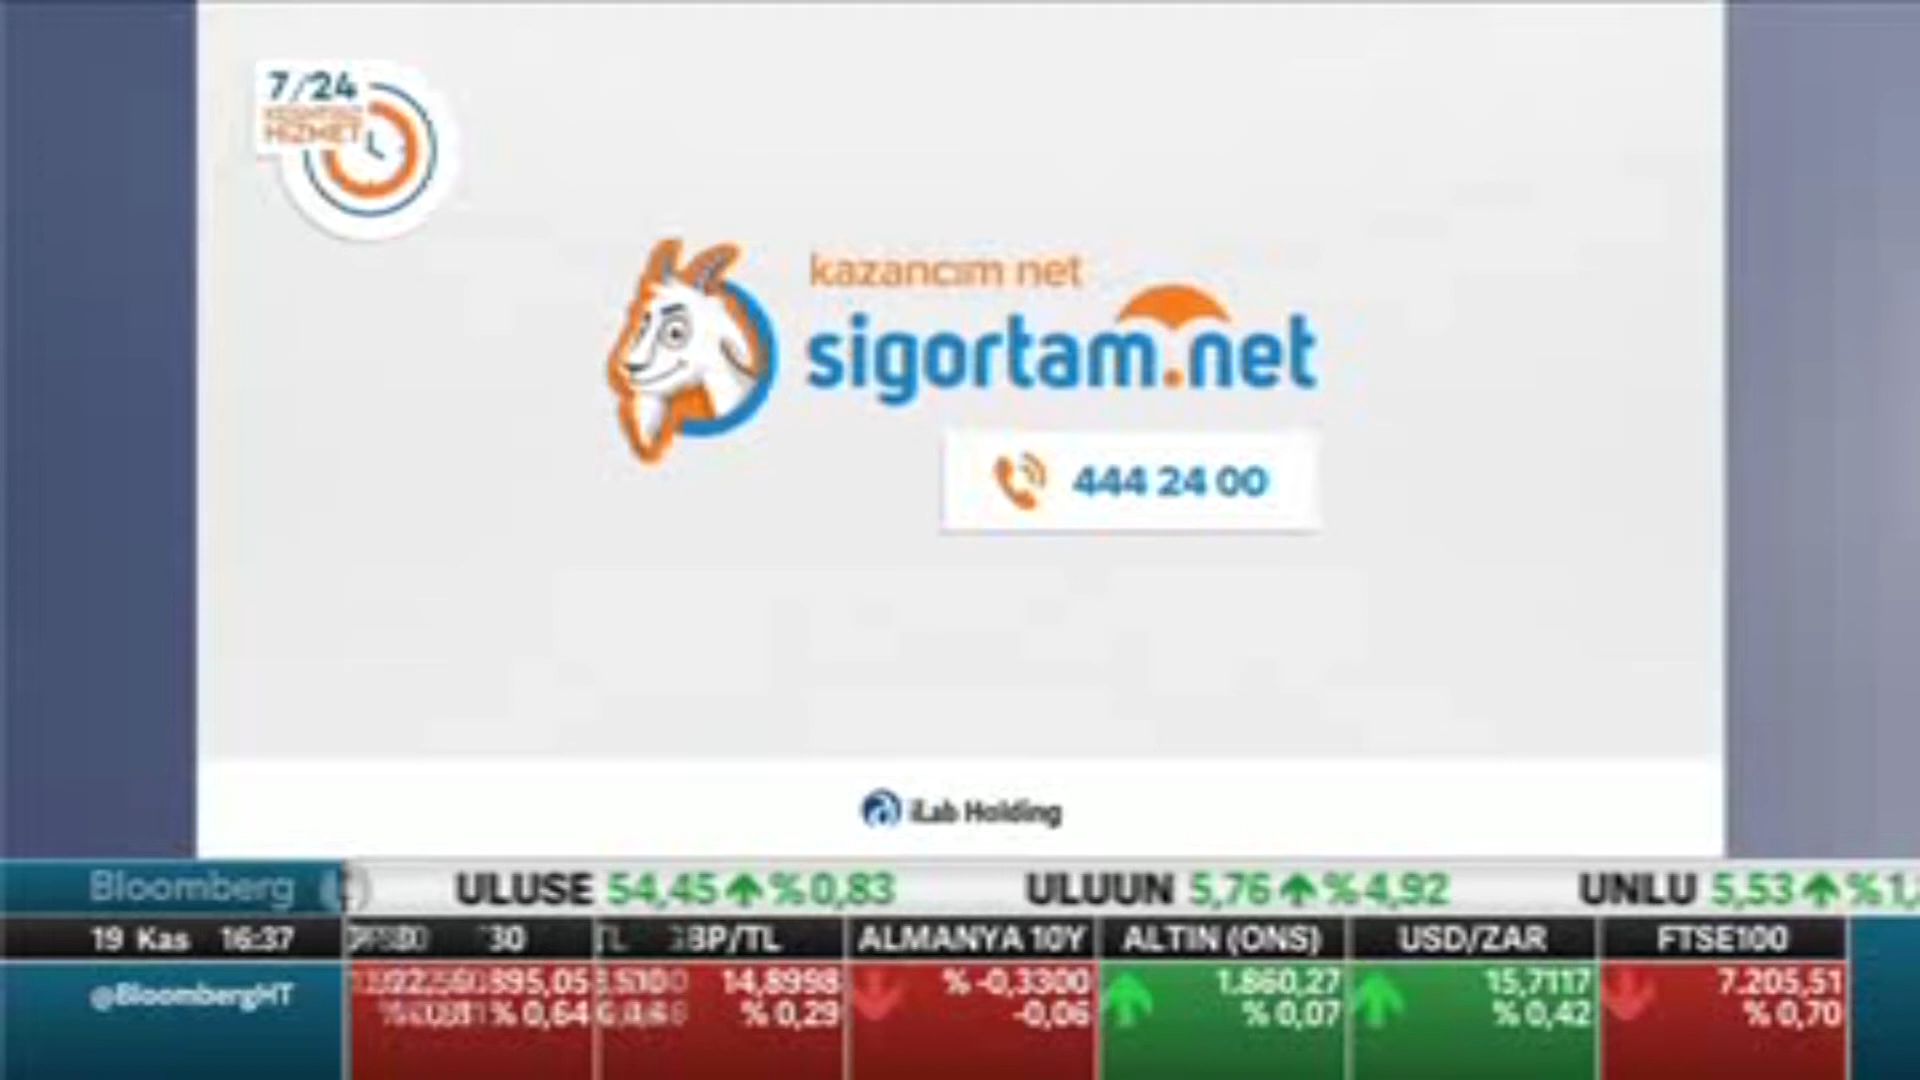 7/24
HİZMET
kazancım net
sigortam.net
444 24 00
iLab Holding
Bloomberg
ULUSE 54,45 %0,83
ULUUN 5,76 %4,92
UNLU 5,53
19 Kas 16:37
30
GBP/TL
ALMANYA 10Y
ALTIN (ONS)
USD/ZAR
FTSE100
@BloombergHT
895,05
% 0,64
14,8998
% 0,29
% -0,3300
-0,06
1.860,27
% 0,07
15,7117
% 0,42
7.205,51
% 0,70